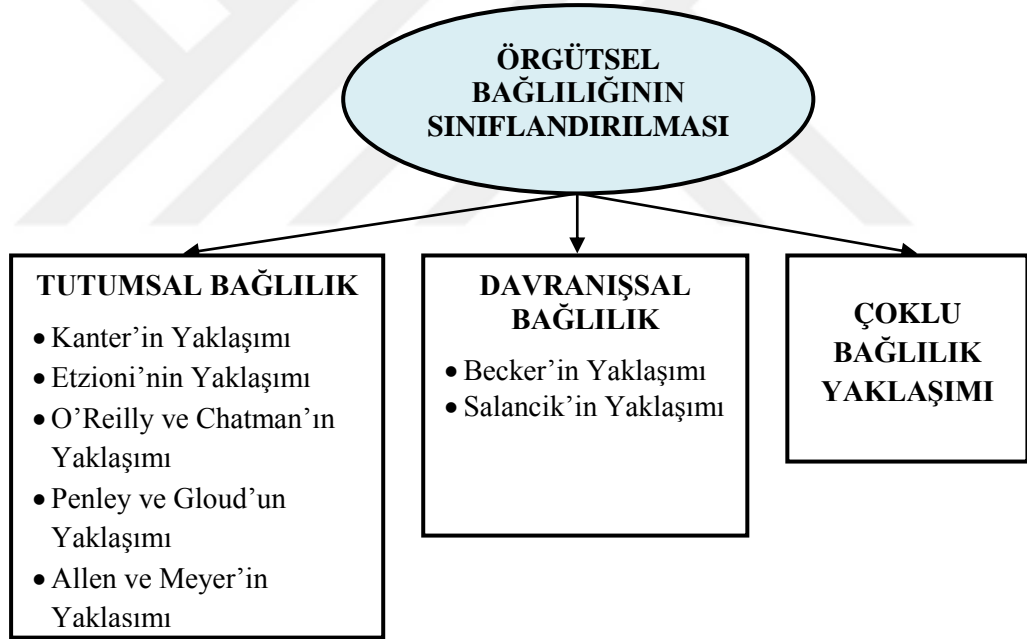 ÖRGÜTSEL
BAĞLILIĞININ
SINIFLANDIRILMASI
TUTUMSAL BAĞLILIK
• Kanter’in Yaklaşımı
• Etzioni’nin Yaklaşımı
• O’Reilly ve Chatman’ın
Yaklaşımı
• Penley ve Gloud’un
Yaklaşımı
• Allen ve Meyer’in
Yaklasımı
DAVRANIŞSAL
BAĞLILIK
• Becker’in Yaklaşımı
• Salancik’in Yaklaşımı
ÇOKLU
BAĞLILIK
YAKLAŞIMI